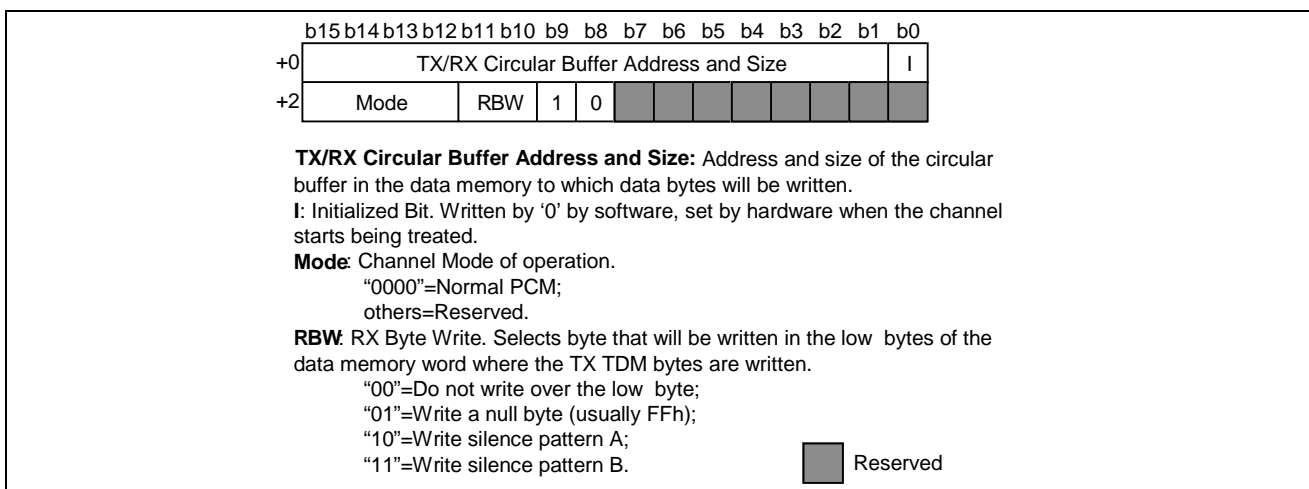 b15 b14 b13 b12 b11 b10 b9 b8 b7 b6 b5 b4 b3 b2 b1 b0
+0 TX/RX Circular Buffer Address and Size I
+2 Mode RBW 1 0
TX/RX Circular Buffer Address and Size: Address and size of the circular
buffer in the data memory to which data bytes will be written.
I: Initialized Bit. Written by ‘0’ by software, set by hardware when the channel
starts being treated.
Mode: Channel Mode of operation.
“0000”=Normal PCM;
others=Reserved.
RBW: RX Byte Write. Selects byte that will be written in the low bytes of the
data memory word where the TX TDM bytes are written.
“00”=Do not write over the low byte;
“01”=Write a null byte (usually FFh);
“10”=Write silence pattern A;
“11”=Write silence pattern B.
Reserved